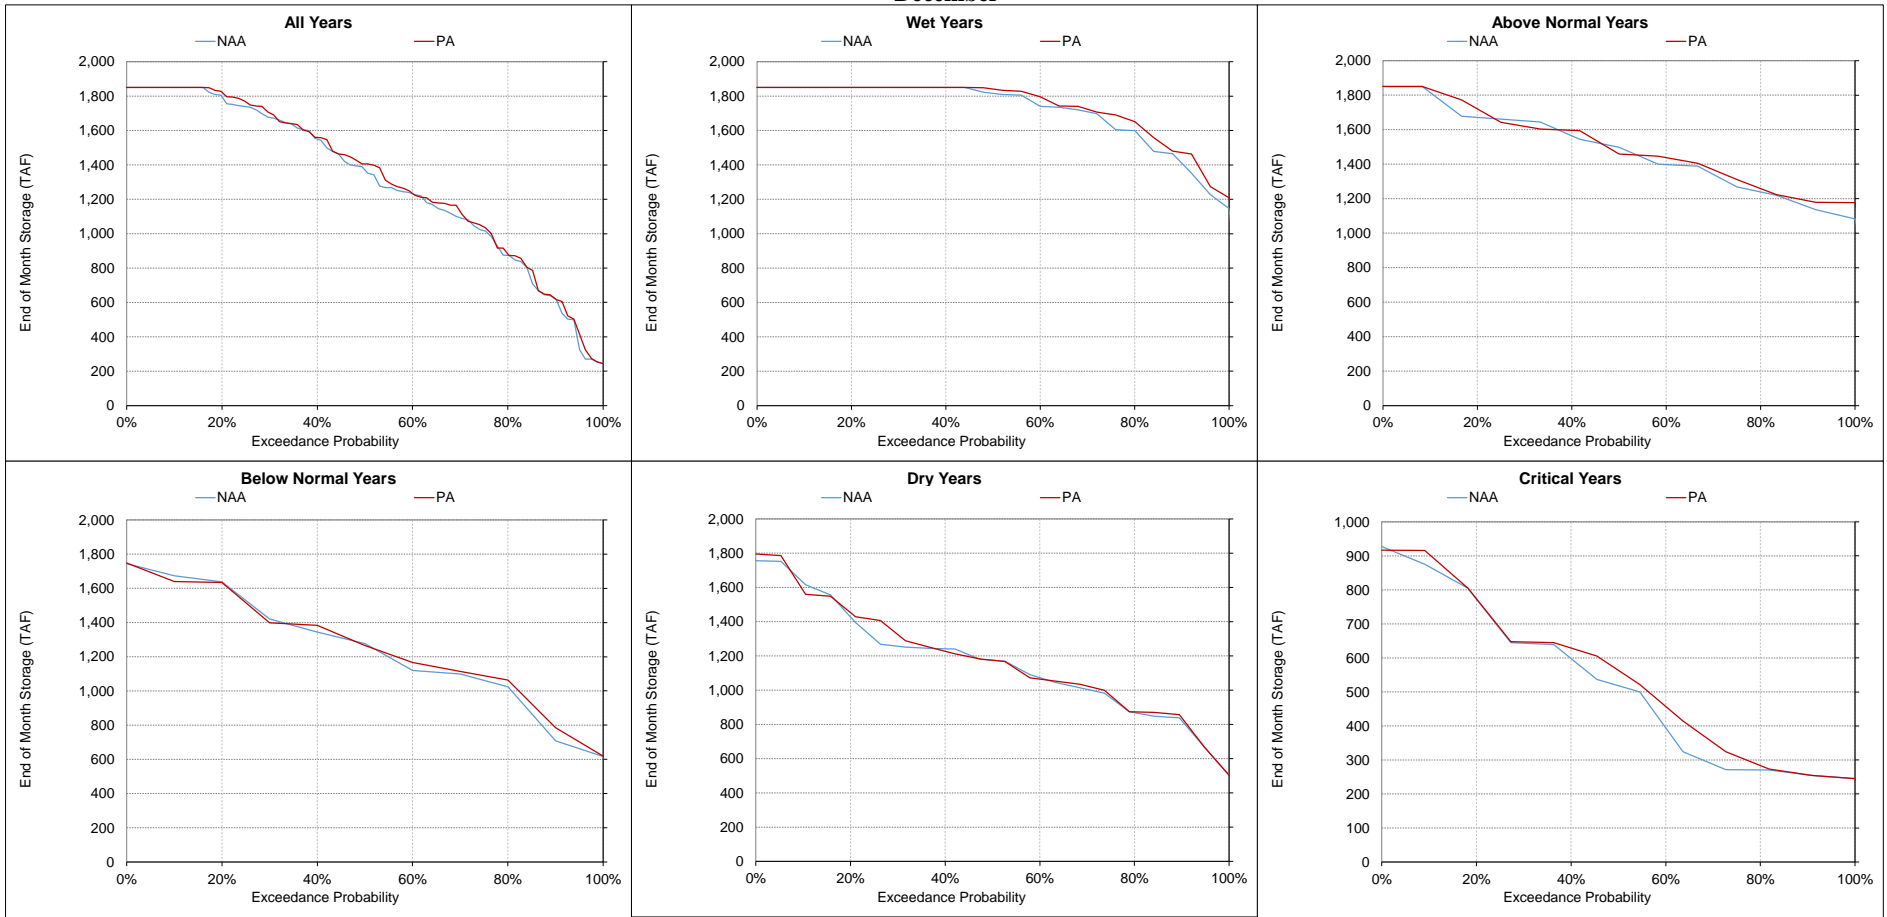 December
All Years
NAA PA
2,000
1,800
1,600
1,400
1,200
1,000
800
600
400
200
0
End of Month Storage (TAF)
0% 20% 40% 60% 80% 100%
Exceedance Probability
Wet Years
NAA PA
2,000
1,800
1,600
1,400
1,200
1,000
800
600
400
200
0
End of Month Storage (TAF)
0% 20% 40% 60% 80% 100%
Exceedance Probability
Above Normal Years
NAA PA
2,000
1,800
1,600
1,400
1,200
1,000
800
600
400
200
0
End of Month Storage (TAF)
0% 20% 40% 60% 80% 100%
Exceedance Probability
Below Normal Years
NAA PA
2,000
1,800
1,600
1,400
1,200
1,000
800
600
400
200
0
End of Month Storage (TAF)
0% 20% 40% 60% 80% 100%
Exceedance Probability
Dry Years
NAA PA
2,000
1,800
1,600
1,400
1,200
1,000
800
600
400
200
0
End of Month Storage (TAF)
0% 20% 40% 60% 80% 100%
Exceedance Probability
Critical Years
NAA PA
1,000
900
800
700
600
500
400
300
200
100
0
End of Month Storage (TAF)
0% 20% 40% 60% 80% 100%
Exceedance Probability